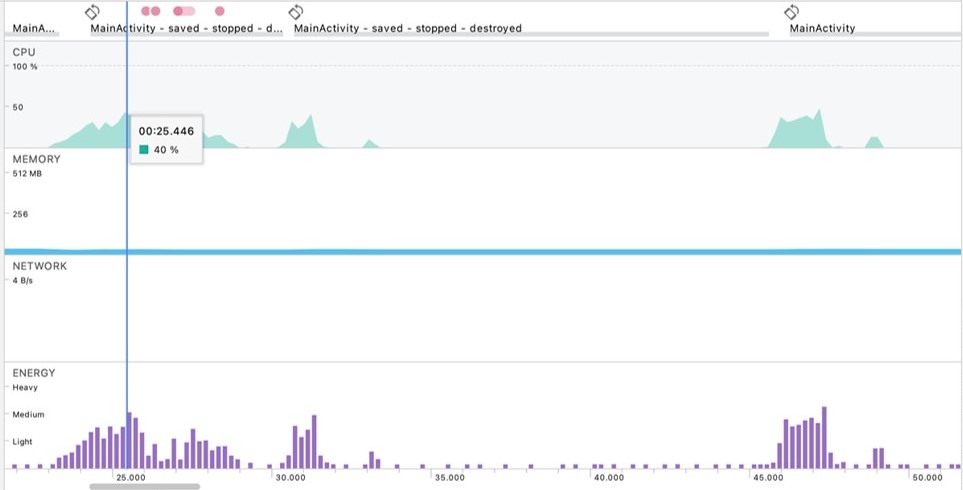 MainA... MainActivity - saved - stopped - d... MainActivity - saved - stopped - destroyed MainActivity
CPU
100 %
50
00:25.446
40 %
MEMORY
512 MB
256
NETWORK
4 B/s
ENERGY
Heavy
Medium
Light
25.000 30.000 35.000 40.000 45.000 50.000